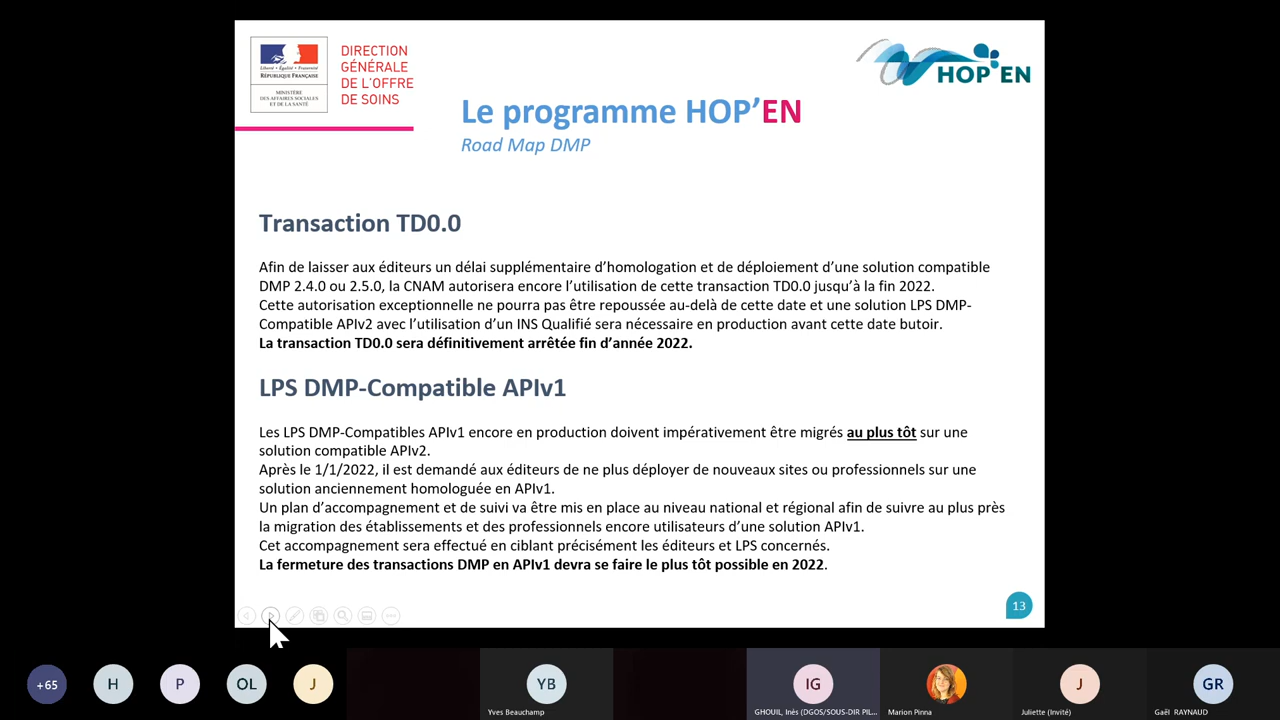 Liberté • Égalité • Fraternité
RÉPUBLIQUE FRANÇAISE
MINISTÈRE
DES AFFAIRES SOCIALES
ET DE LA SANTÉ
DIRECTION
GÉNÉRALE
DE L'OFFRE
DE SOINS
HOP'EN
Le programme HOP'EN
Road Map DMP
Transaction TD0.0
Afin de laisser aux éditeurs un délai supplémentaire d'homologation et de déploiement d'une solution compatible
DMP 2.4.0 ou 2.5.0, la CNAM autorisera encore l'utilisation de cette transaction TD0.0 jusqu'à la fin 2022.
Cette autorisation exceptionnelle ne pourra pas être repoussée au-delà de cette date et une solution LPS DMP-
Compatible APIv2 avec l'utilisation d'un INS Qualifié sera nécessaire en production avant cette date butoir.
La transaction TD0.0 sera définitivement arrêtée fin d'année 2022.
LPS DMP-Compatible APIv1
Les LPS DMP-Compatibles APIv1 encore en production doivent impérativement être migrés au plus tôt sur une
solution compatible APIv2.
Après le 1/1/2022, il est demandé aux éditeurs de ne plus déployer de nouveaux sites ou professionnels sur une
solution anciennement homologuée en APIv1.
Un plan d'accompagnement et de suivi va être mis en place au niveau national et régional afin de suivre au plus près
la migration des établissements et des professionnels encore utilisateurs d'une solution APIv1.
Cet accompagnement sera effectué en ciblant précisément les éditeurs et LPS concernés.
La fermeture des transactions DMP en APIv1 devra se faire le plus tôt possible en 2022.
13
+65
H
P
OL
J
YB
Yves Beauchamp
IG
GHOUIL, Inès (DGOS/SOUS-DIR PIL...
Marion Pinna
J
Juliette (Invité)
GR
Gaël RAYNAUD